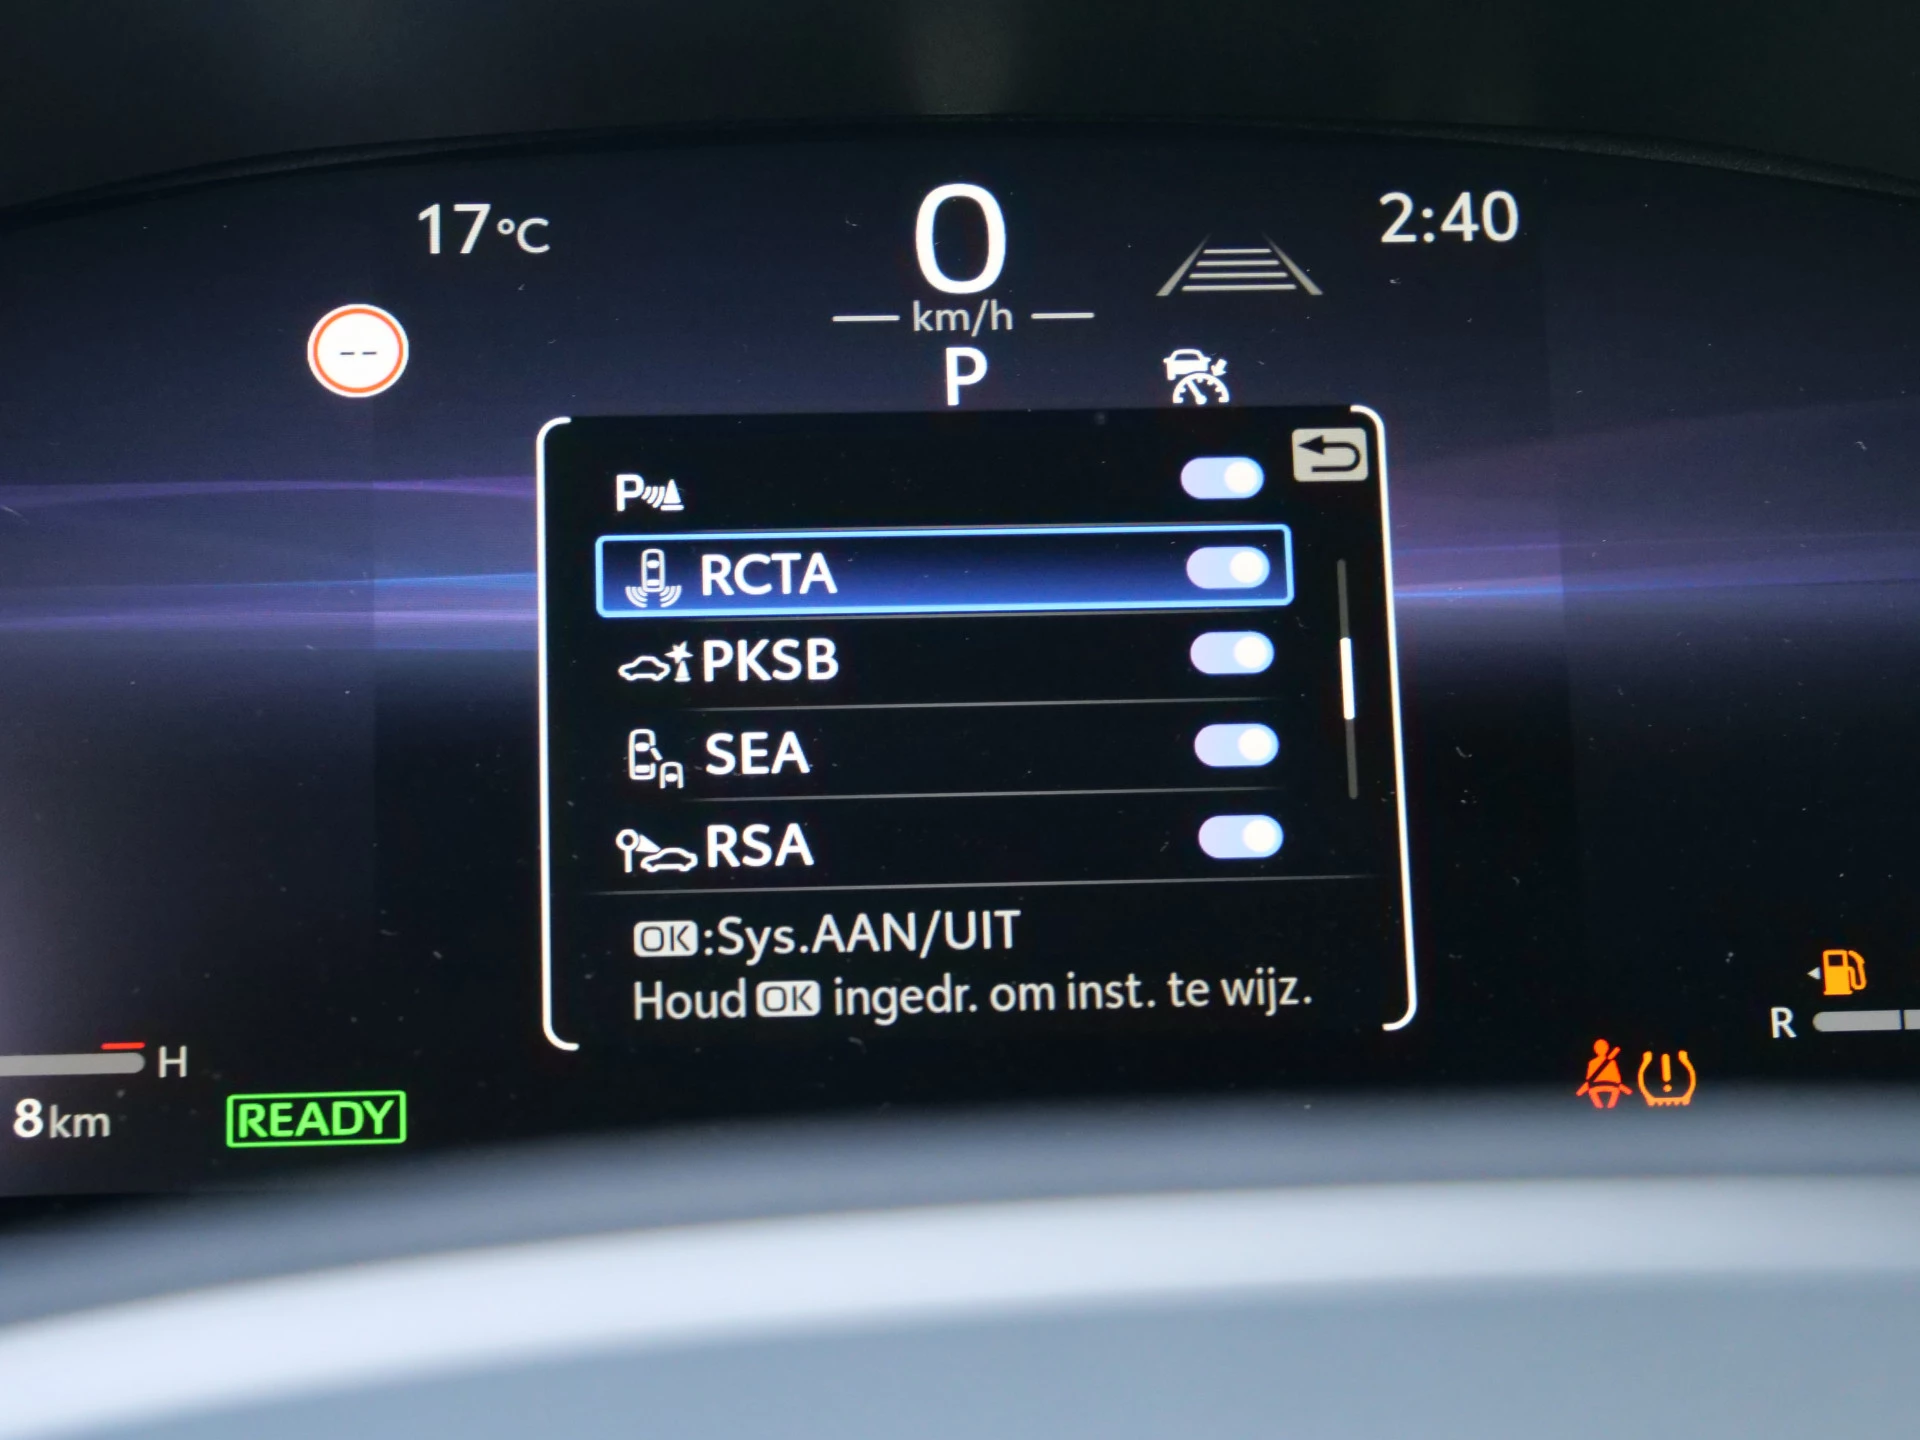 17°C
0
2:40
km/h
--
P
P
RCTA
PKSB
SEA
RSA
OK:Sys.AAN/UIT
Houd OK ingedr. om inst. te wijz.
R
H
8km
READY